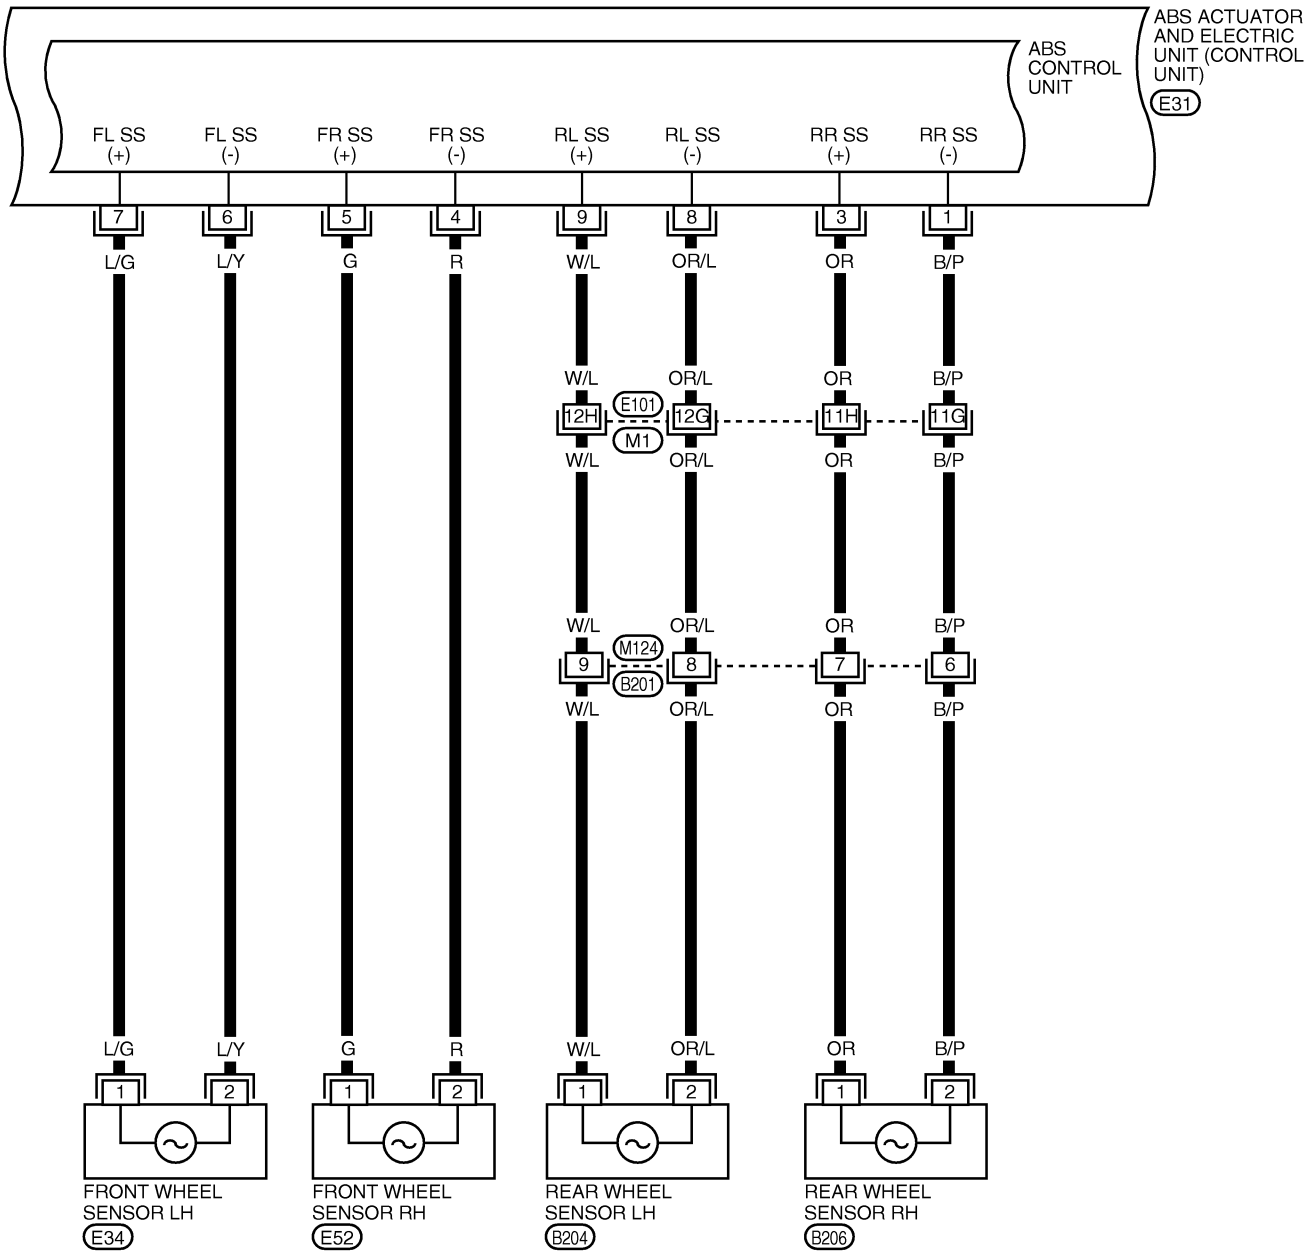 ABS ACTUATOR
AND ELECTRIC
UNIT (CONTROL
UNIT)
E31
ABS
CONTROL
UNIT
FL SS FL SS FR SS FR SS RL SS RL SS RR SS RR SS
(+) (-) (+) (-) (+) (-) (+) (-)
7 6 5 4 9 8 3 1
L/G L/Y G R W/L OR/L OR B/P
W/L OR/L OR B/P
E101
12H 12G 11H 11G
M1
W/L OR/L OR B/P
W/L OR/L OR B/P
M124
9 8 7 6
B201
W/L OR/L OR B/P
L/G L/Y G R W/L OR/L OR B/P
1 2 1 2 1 2 1 2
FRONT WHEEL
SENSOR LH
E34
FRONT WHEEL
SENSOR RH
E52
REAR WHEEL
SENSOR LH
B204
REAR WHEEL
SENSOR RH
B206